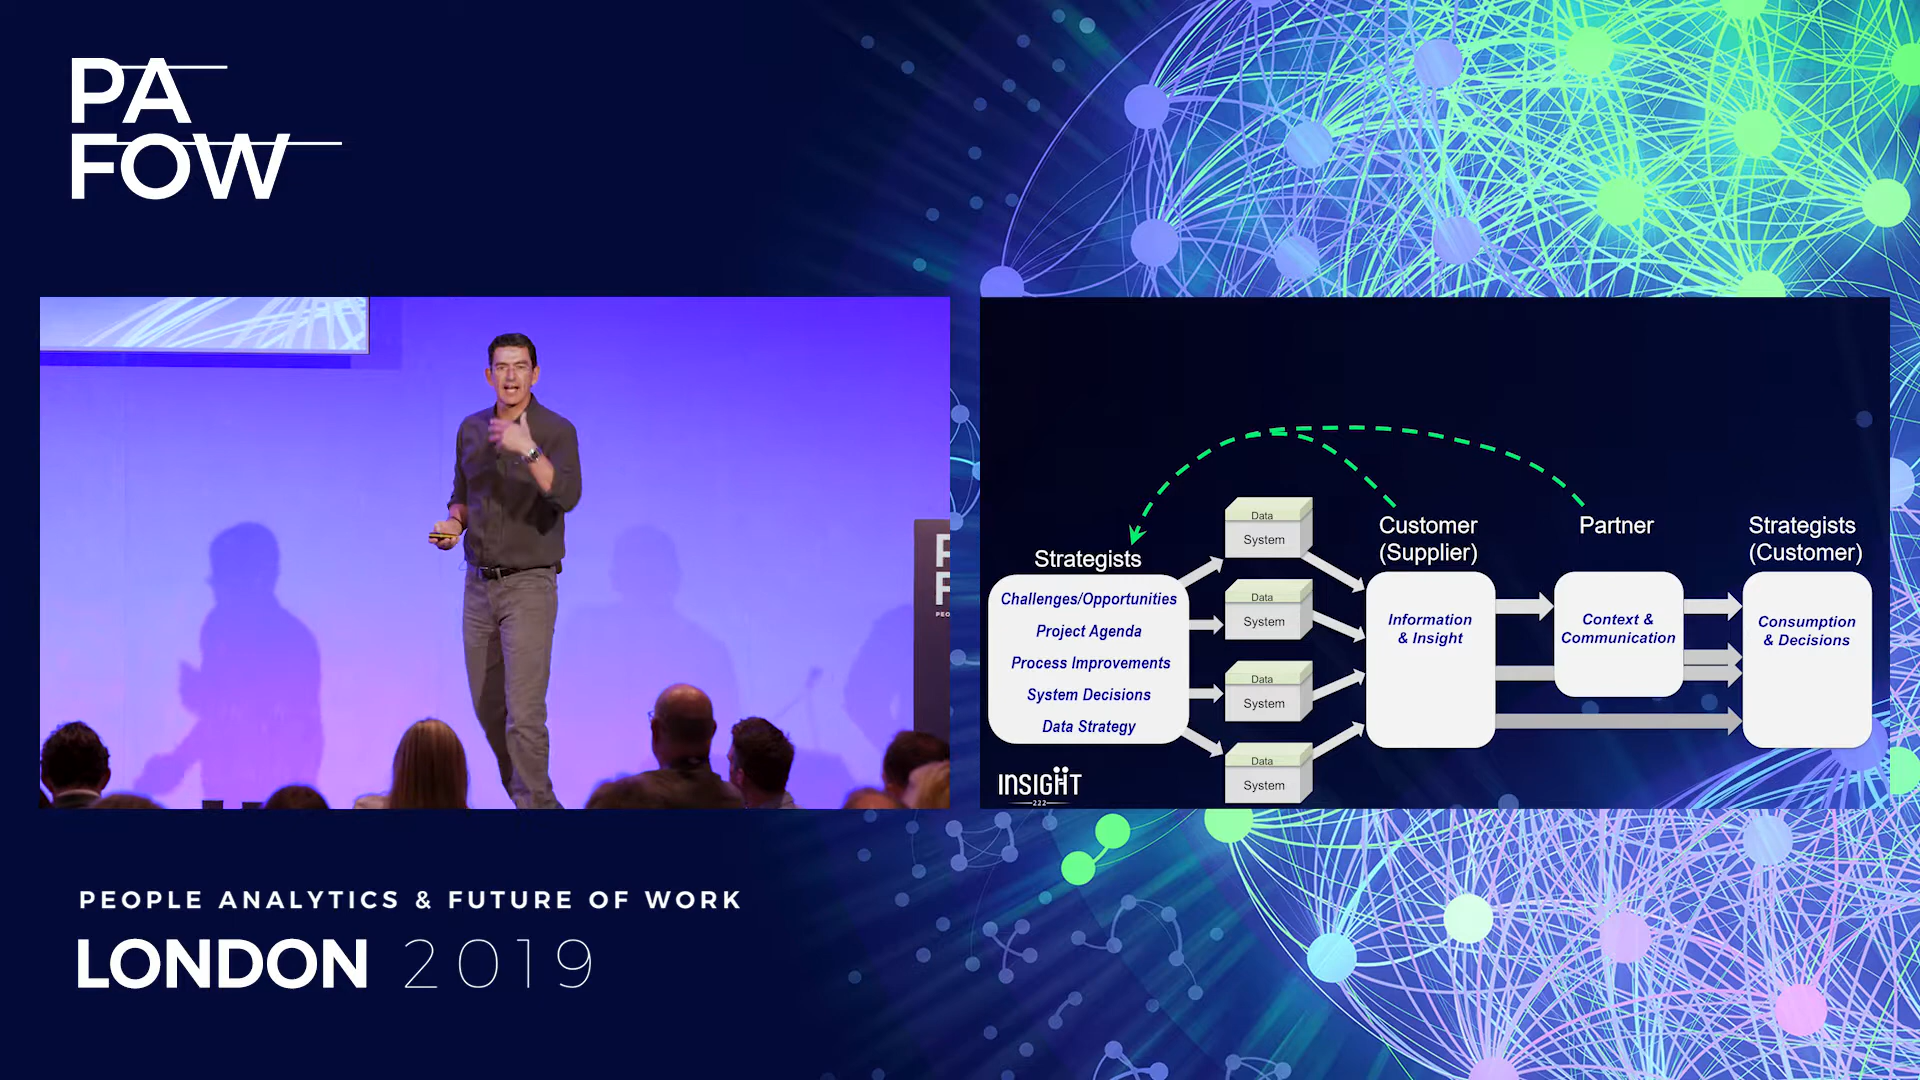 PA
FOW
P
F
PEO
Strategists
Challenges/Opportunities
Project Agenda
Process Improvements
System Decisions
Data Strategy
Data
System
Data
System
Data
System
Data
System
Customer
(Supplier)
Information
& Insight
Partner
Context &
Communication
Strategists
(Customer)
Consumption
& Decisions
INSIGHT
222
PEOPLE ANALYTICS & FUTURE OF WORK
LONDON 2019